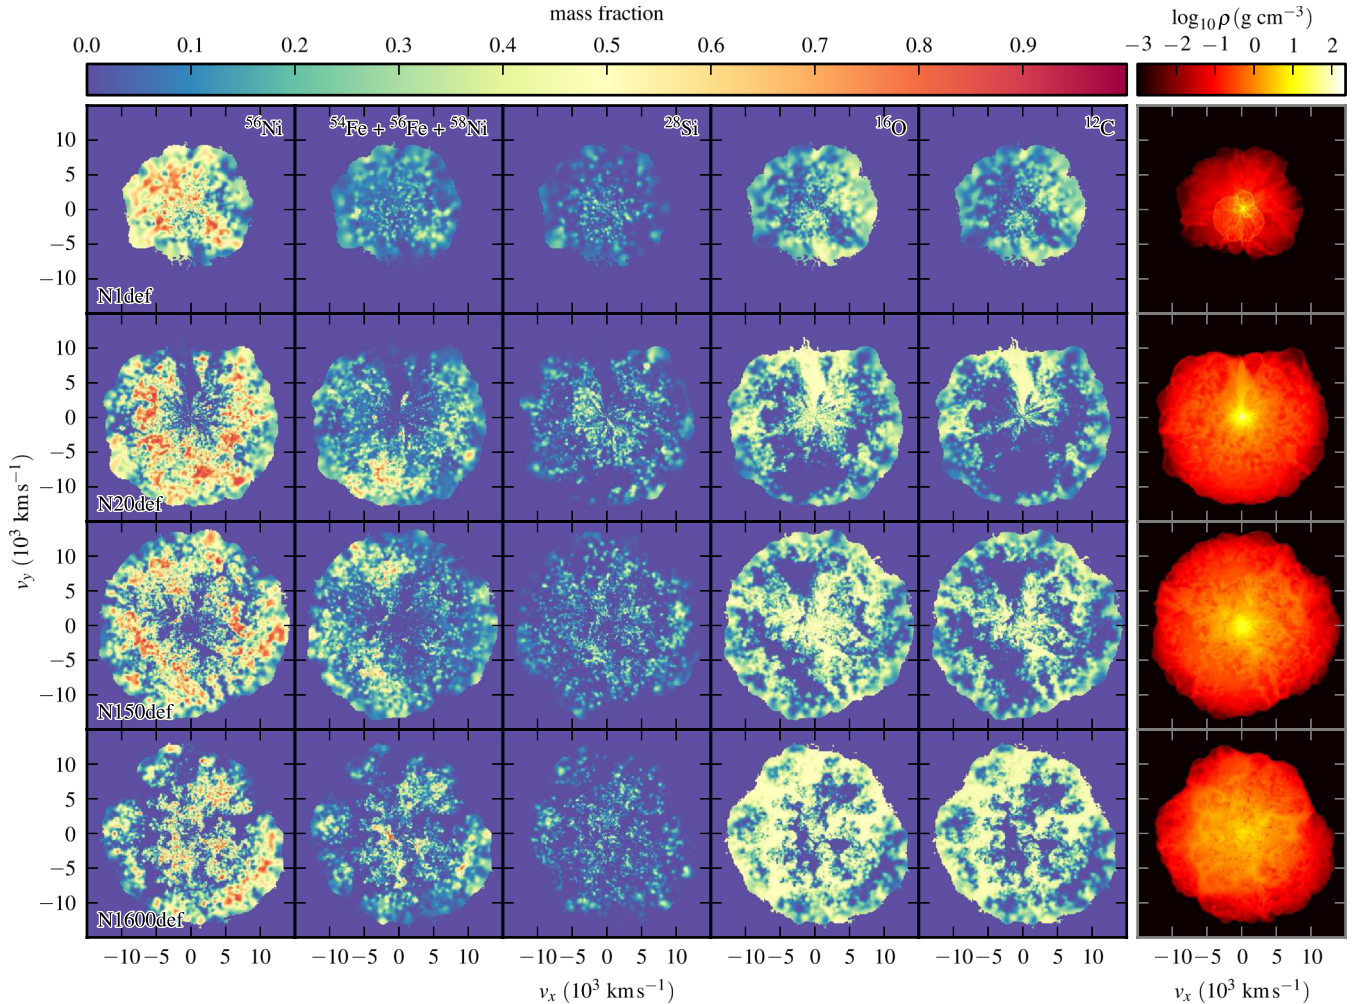 mass fraction
log₁₀ ρ (g cm⁻³)
0.0 0.1 0.2 0.3 0.4 0.5 0.6 0.7 0.8 0.9
−3 −2 −1 0 1 2
⁵⁶Ni
⁵⁴Fe + ⁵⁶Fe + ⁵⁸Ni
²⁸Si
¹⁶O
¹²C
10
5
0
−5
−10
N1def
10
5
0
−5
−10
N20def
v_y (10³ km s⁻¹)
10
5
0
−5
−10
N150def
10
5
0
−5
−10
N1600def
−10 −5 0 5 10 −10 −5 0 5 10 −10 −5 0 5 10 −10 −5 0 5 10 −10 −5 0 5 10 −10 −5 0 5 10
v_x (10³ km s⁻¹)
v_x (10³ km s⁻¹)